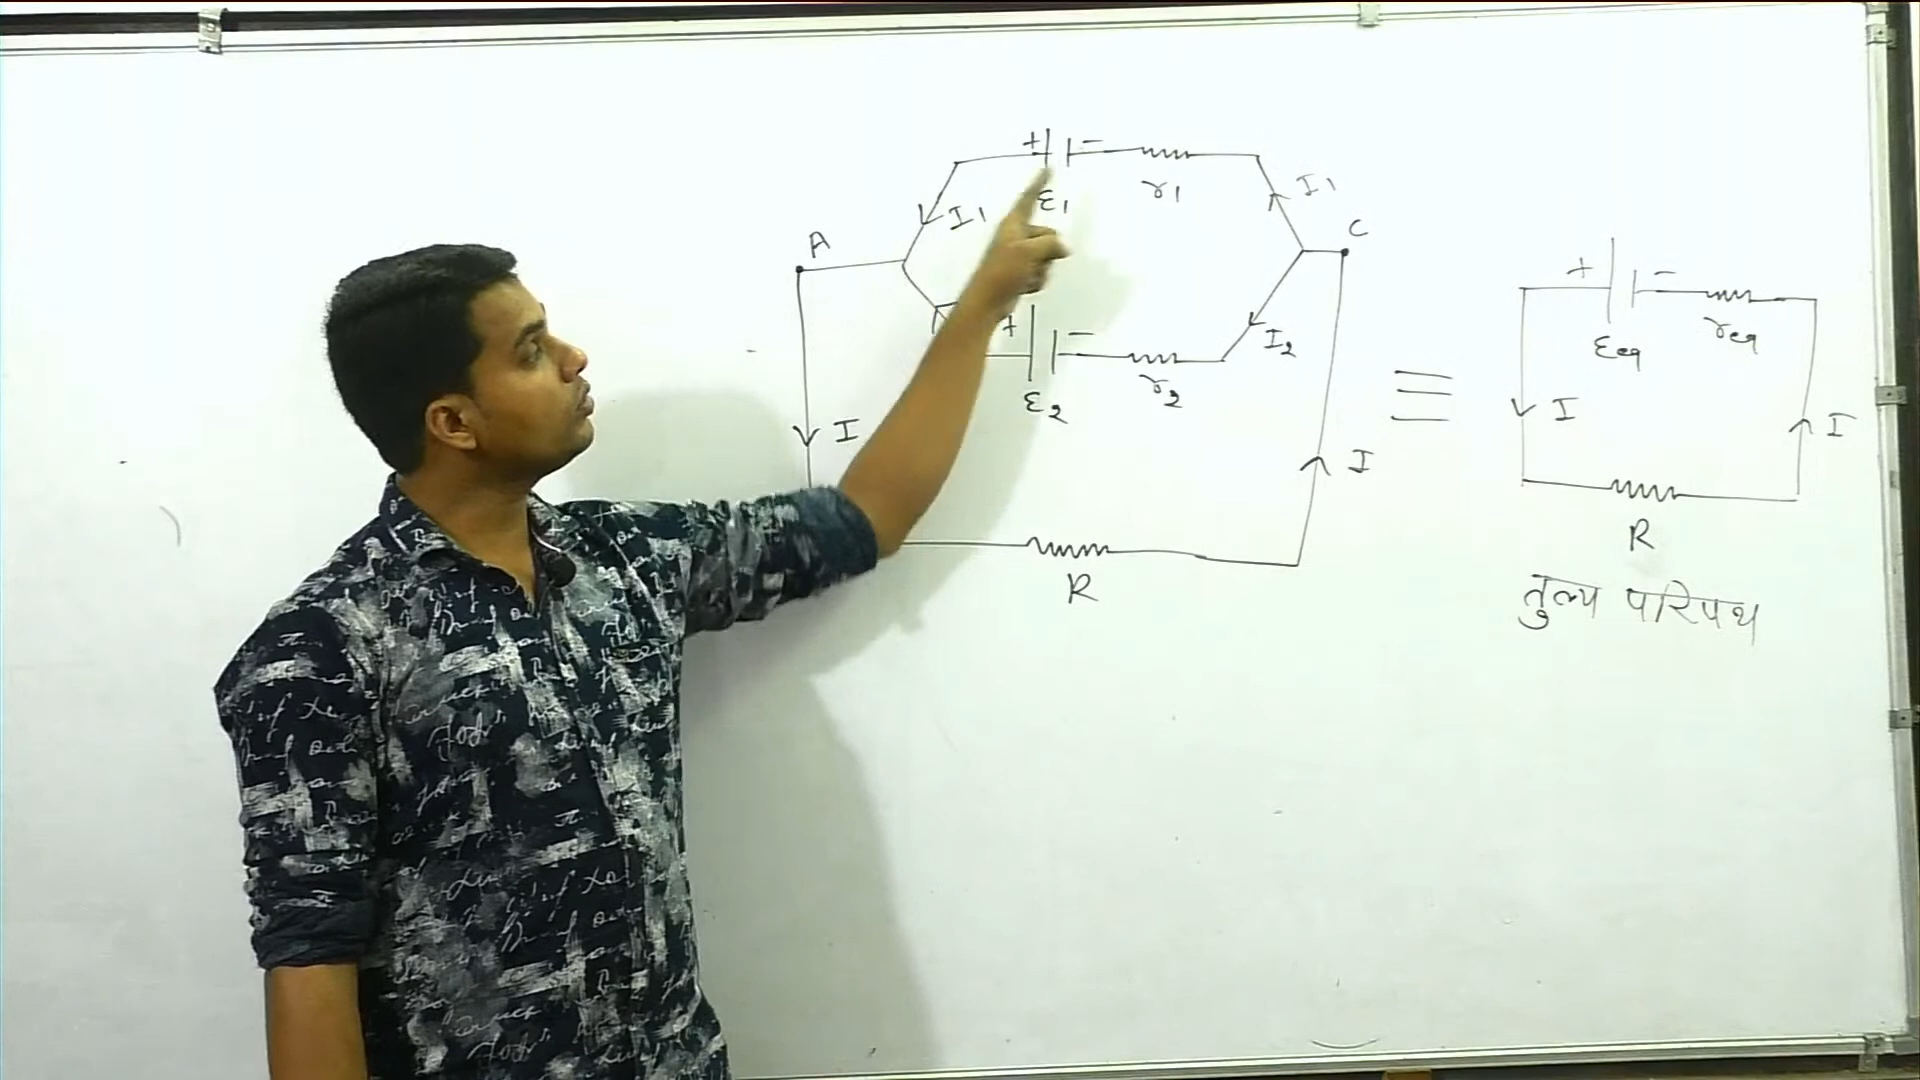 + -
ε1 r1
I1 I1
A C
+ -
ε2 r2
I2
I I
R
≡
+ -
εeq req
I I
R
तुल्य परिपथ